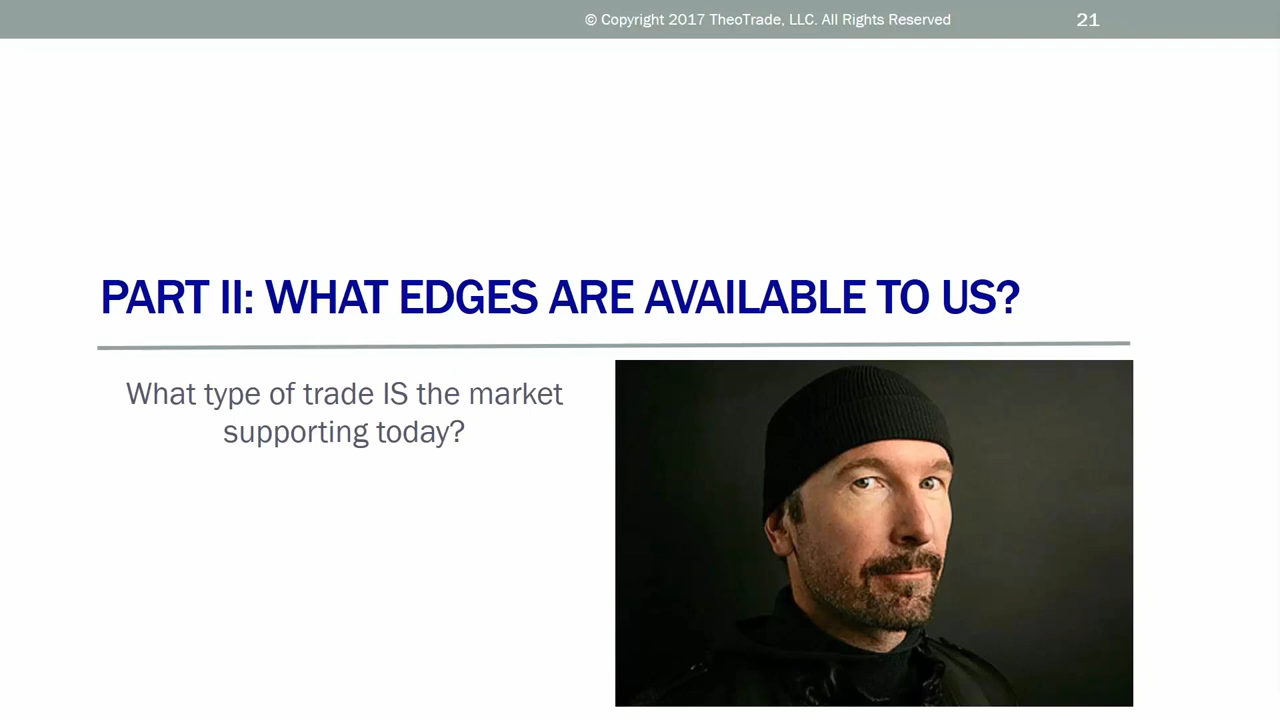 © Copyright 2017 TheoTrade, LLC. All Rights Reserved
21
PART II: WHAT EDGES ARE AVAILABLE TO US?
What type of trade IS the market
supporting today?